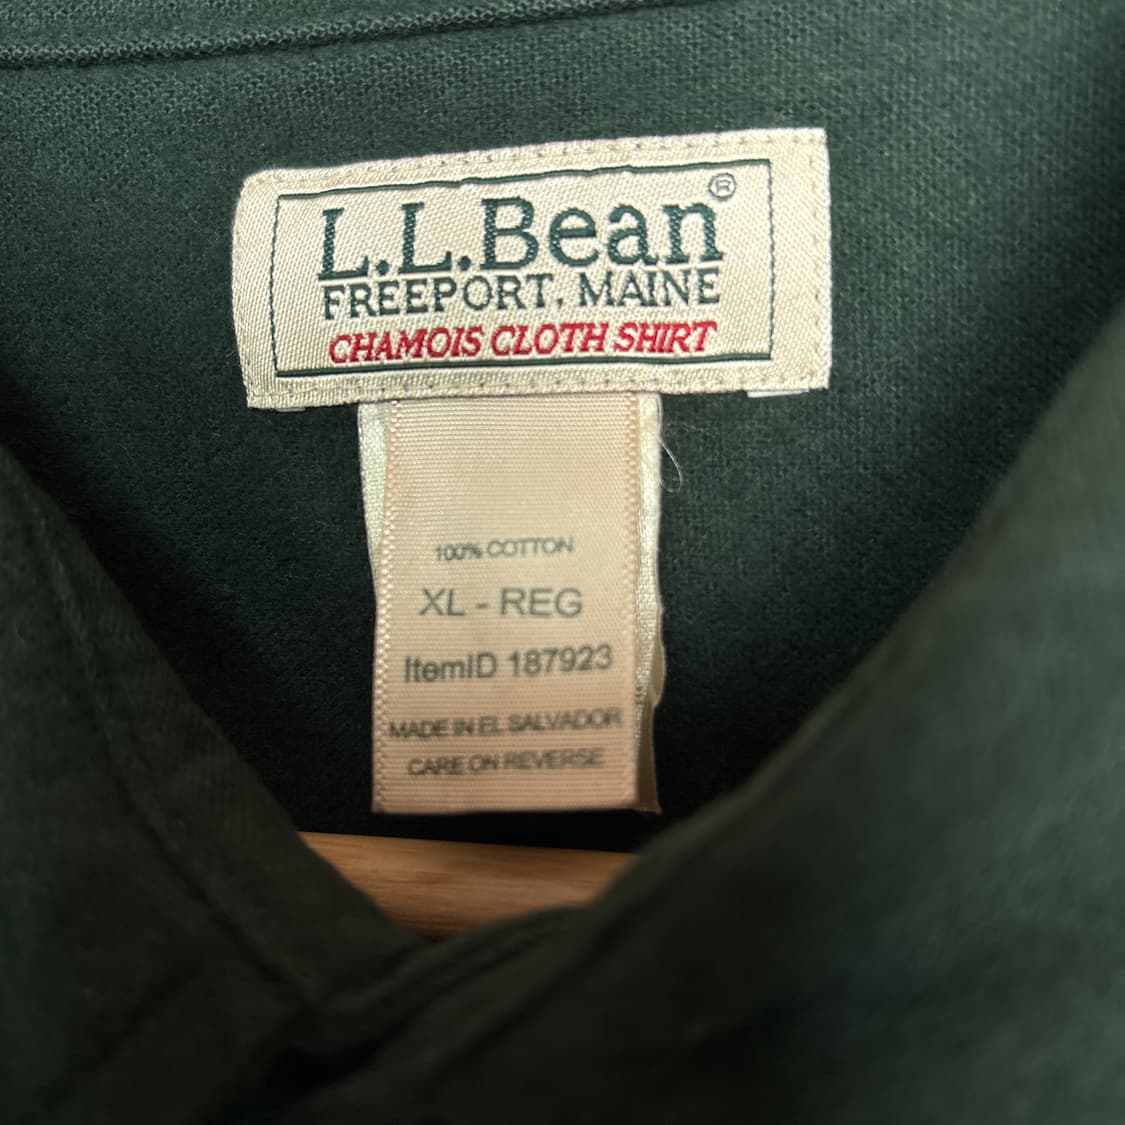 L.L.Bean®
FREEPORT, MAINE
CHAMOIS CLOTH SHIRT
100% COTTON
XL - REG
ItemID 187923
MADE IN EL SALVADOR
CARE ON REVERSE